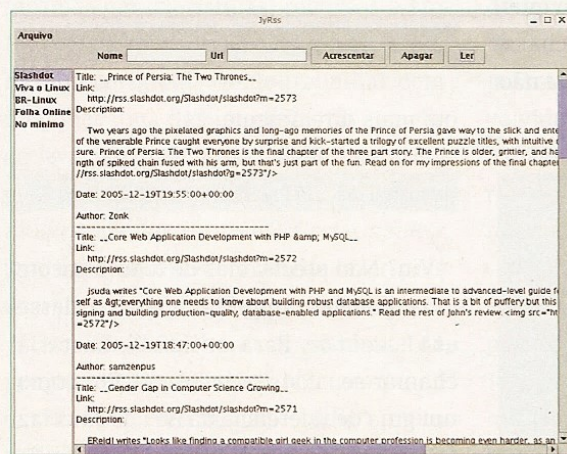 JyRss
Arquivo
Nome Url Acrescentar Apagar Ler
Slashdot
Viva o Linux
BR-Linux
Folha Online
No minimo
Title: __Prince of Persia: The Two Thrones__
Link:
http://rss.slashdot.org/Slashdot/slashdot?m=2573
Description:
Two years ago the pixelated graphics and long-ago memories of the Prince of Persia gave way to the slick and ente
of the venerable Prince caught everyone by surprise and kick-started a trilogy of excellent puzzle titles, with intuitive c
sure. Prince of Persia: The Two Thrones is the final chapter of the three part story. The Prince is older, grittier, and ha
ngth of spiked chain fused with his arm, but that's just part of the fun. Read on for my impressions of the final chapter
//rss.slashdot.org/Slashdot/slashdot?g=2573"/>
Date: 2005-12-19T19:55:00+00:00
Author: Zonk
------------------------------------------------
Title: __Core Web Application Development with PHP &amp; MySQL__
Link:
http://rss.slashdot.org/Slashdot/slashdot?m=2572
Description:
jsuda writes "Core Web Application Development with PHP and MySQL is an intermediate to advanced-level guide f
self as &gt;everything one needs to know about building robust database applications. That is a bit of puffery but this
signing and building production-quality, database-enabled applications." Read the rest of John's review. <img src="ht
=2572"/>
Date: 2005-12-19T18:47:00+00:00
Author: samzenpus
------------------------------------------------
Title: __Gender Gap in Computer Science Growing__
Link:
http://rss.slashdot.org/Slashdot/slashdot?m=2571
Description:
EReidJ writes "Looks like finding a compatible girl geek in the computer profession is becoming even harder, as an